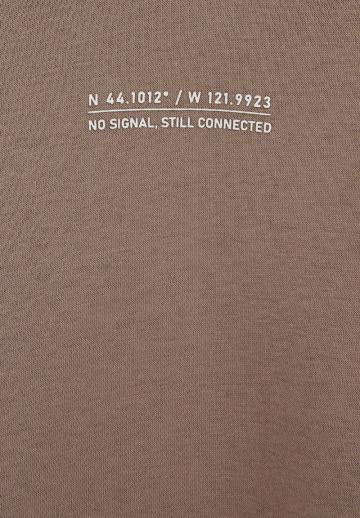 N 44.1012° / W 121.9923
NO SIGNAL, STILL CONNECTED